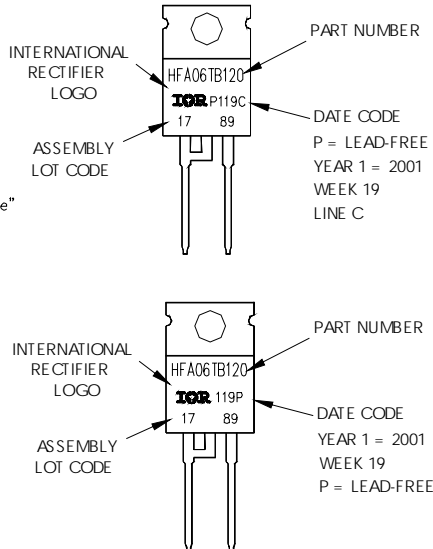 INTERNATIONAL
RECTIFIER
LOGO
PART NUMBER
HFA06TB120
IOR P119C
17 89
ASSEMBLY
LOT CODE
DATE CODE
P = LEAD-FREE
YEAR 1 = 2001
WEEK 19
LINE C
e"
INTERNATIONAL
RECTIFIER
LOGO
PART NUMBER
HFA06TB120
IOR 119P
17 89
ASSEMBLY
LOT CODE
DATE CODE
YEAR 1 = 2001
WEEK 19
P = LEAD-FREE